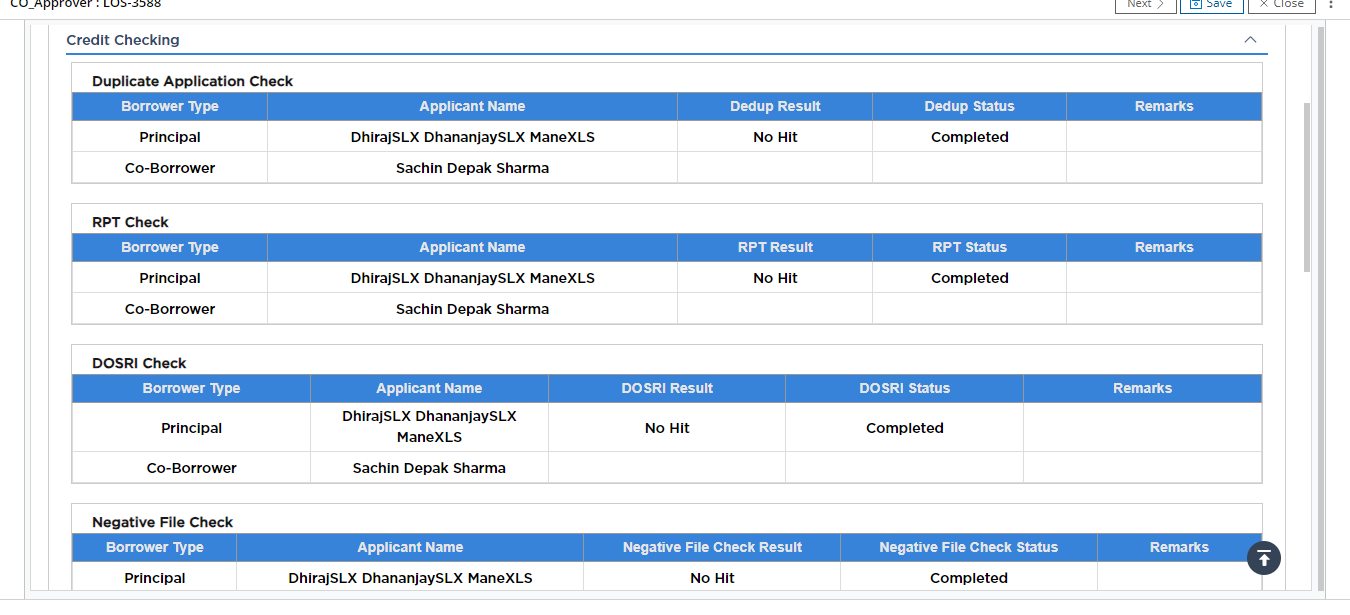 CO_Approver : LOS-3588
Next Save Close
Credit Checking
Duplicate Application Check
Borrower Type Applicant Name Dedup Result Dedup Status Remarks
Principal DhirajSLX DhananjaySLX ManeXLS No Hit Completed
Co-Borrower Sachin Depak Sharma
RPT Check
Borrower Type Applicant Name RPT Result RPT Status Remarks
Principal DhirajSLX DhananjaySLX ManeXLS No Hit Completed
Co-Borrower Sachin Depak Sharma
DOSRI Check
Borrower Type Applicant Name DOSRI Result DOSRI Status Remarks
Principal DhirajSLX DhananjaySLX ManeXLS No Hit Completed
Co-Borrower Sachin Depak Sharma
Negative File Check
Borrower Type Applicant Name Negative File Check Result Negative File Check Status Remarks
Principal DhirajSLX DhananjaySLX ManeXLS No Hit Completed